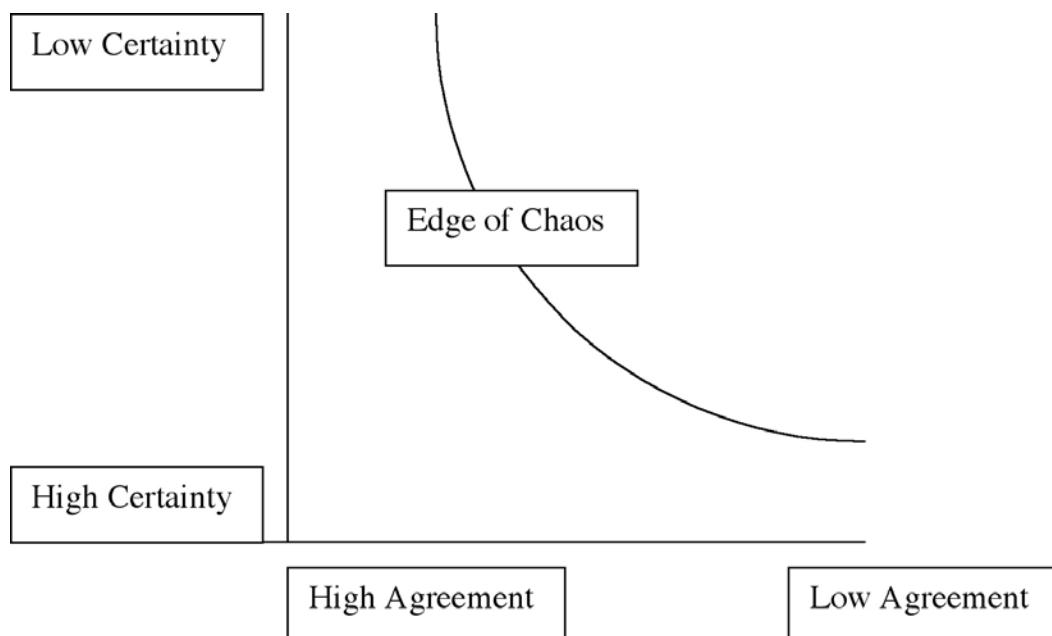 Low Certainty
Edge of Chaos
High Certainty
High Agreement
Low Agreement